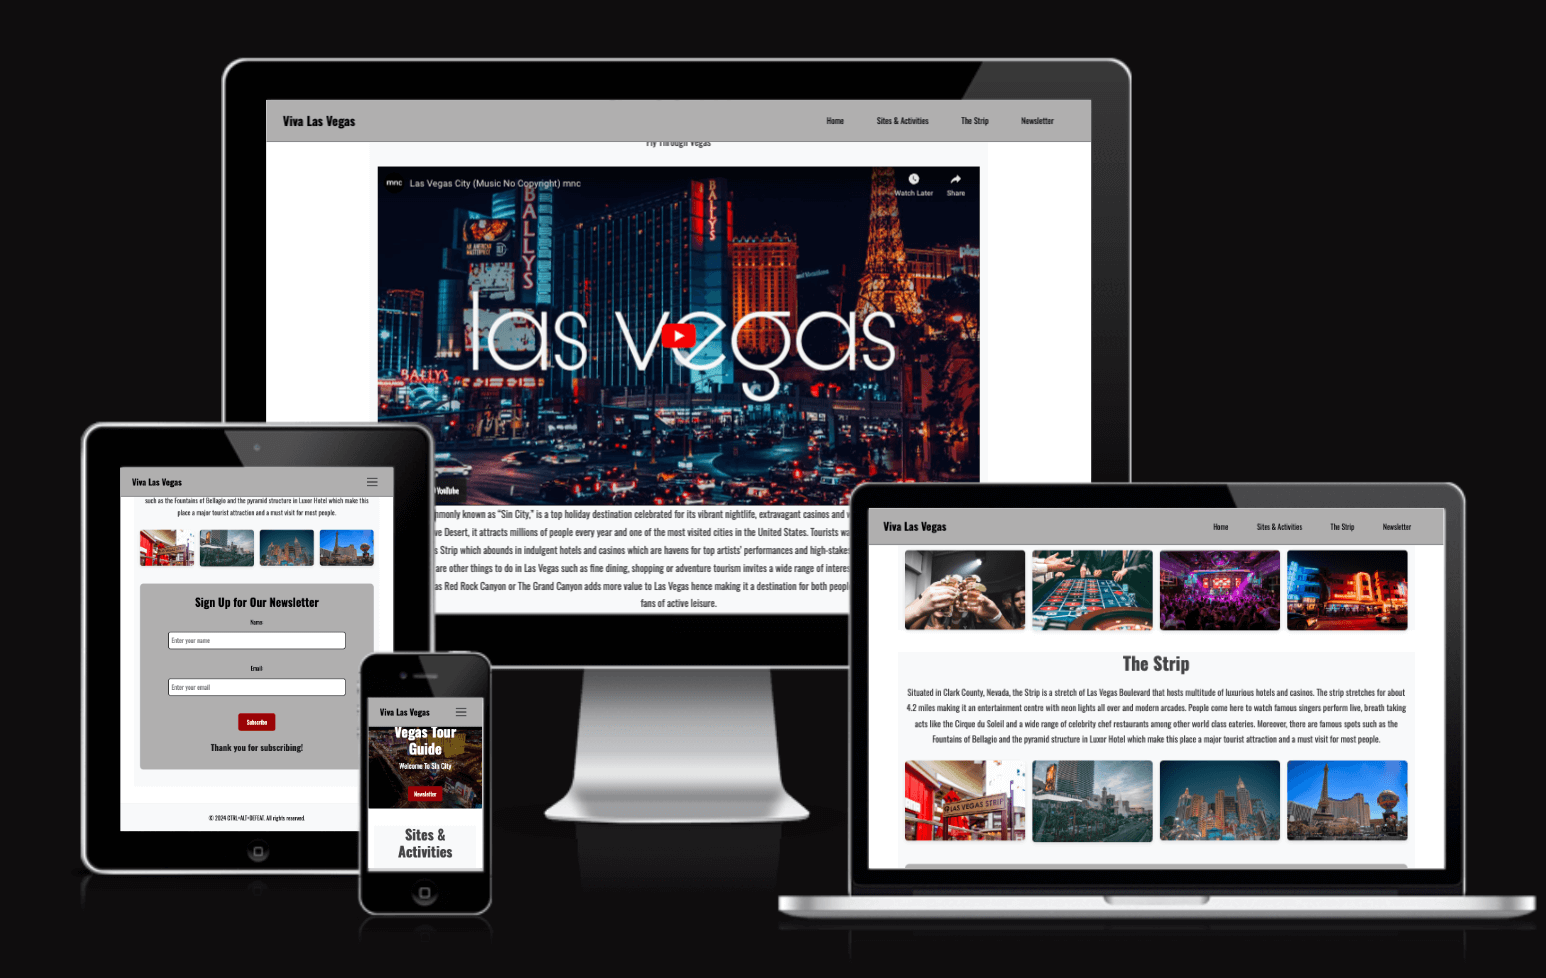 Viva Las Vegas
Home
Sites & Activities
The Strip
Newsletter
Fly Through Vegas
mnc
Las Vegas City (Music No Copyright) mnc
Watch Later
Share
BALLY'S
BALLY'S
las vegas
BALLY'S
YouTube
mmonly known as “Sin City,” is a top holiday destination celebrated for its vibrant nightlife, extravagant casinos and
ve Desert, it attracts millions of people every year and one of the most visited cities in the United States. Tourists wa
s Strip which abounds in indulgent hotels and casinos which are havens for top artists' performances and high-stakes
are other things to do in Las Vegas such as fine dining, shopping or adventure tourism invites a wide range of interes
as Red Rock Canyon or The Grand Canyon adds more value to Las Vegas hence making it a destination for both people
fans of active leisure.
Viva Las Vegas
such as the Fountains of Bellagio and the pyramid structure in Luxor Hotel which make this
place a major tourist attraction and a must visit for most people.
Sign Up for Our Newsletter
Name
Enter your name
Email
Enter your email
Subscribe
Thank you for subscribing!
© 2024 CTRL+ALT+DEFEAT. All rights reserved.
Viva Las Vegas
Vegas Tour
Guide
Welcome To Sin City
Newsletter
Sites &
Activities
Viva Las Vegas
Home
Sites & Activities
The Strip
Newsletter
The Strip
Situated in Clark County, Nevada, the Strip is a stretch of Las Vegas Boulevard that hosts multitude of luxurious hotels and casinos. The strip stretches for about
4.2 miles making it an entertainment centre with neon lights all over and modern arcades. People come here to watch famous singers perform live, breath taking
acts like the Cirque du Soleil and a wide range of celebrity chef restaurants among other world class eateries. Moreover, there are famous spots such as the
Fountains of Bellagio and the pyramid structure in Luxor Hotel which make this place a major tourist attraction and a must visit for most people.
LAS VEGAS STRIP